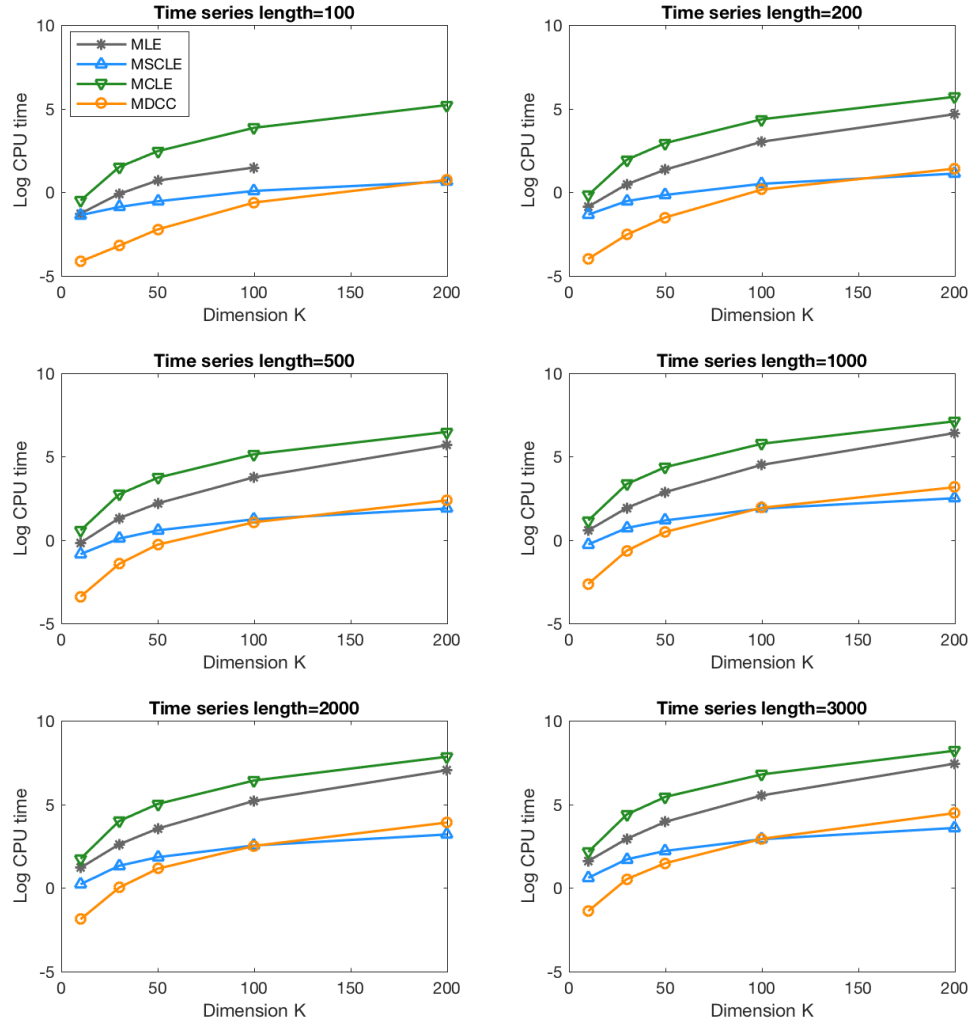 Time series length=100
10
5
0
-5
Log CPU time
MLE
MSCLE
MCLE
MDCC
0 50 100 150 200
Dimension K
Time series length=200
10
5
0
-5
Log CPU time
0 50 100 150 200
Dimension K
Time series length=500
10
5
0
-5
Log CPU time
0 50 100 150 200
Dimension K
Time series length=1000
10
5
0
-5
Log CPU time
0 50 100 150 200
Dimension K
Time series length=2000
10
5
0
-5
Log CPU time
0 50 100 150 200
Dimension K
Time series length=3000
10
5
0
-5
Log CPU time
0 50 100 150 200
Dimension K